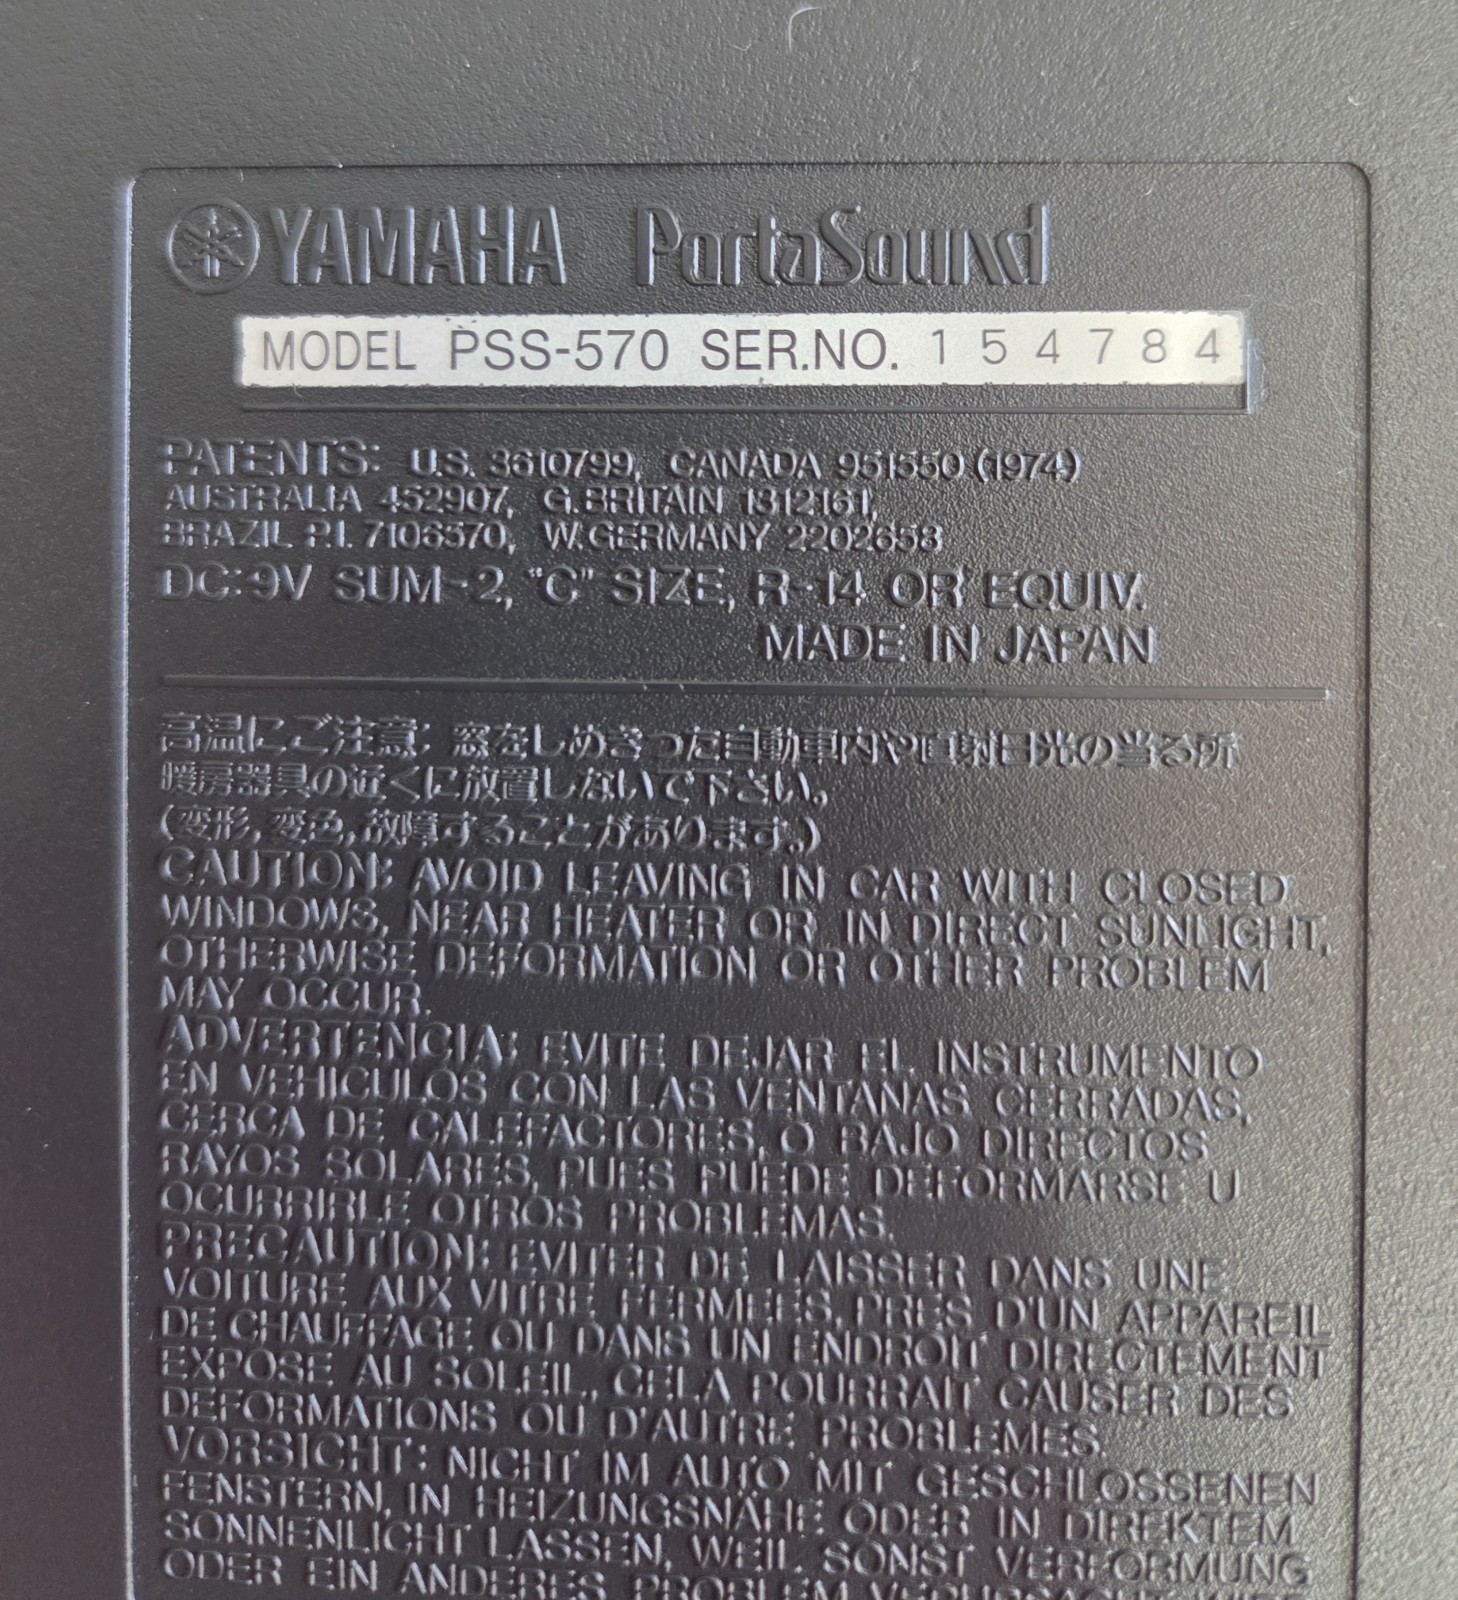 YAMAHA PortaSound
MODEL PSS-570 SER.NO. 154784
PATENTS: U.S. 3610799, CANADA 951550 (1974)
AUSTRALIA 452907, G.BRITAIN 1312161,
BRAZIL P.I. 7106570, W.GERMANY 2202658
DC:9V SUM-2, "C" SIZE, R-14 OR EQUIV.
MADE IN JAPAN
高温にご注意; 窓をしめきった自動車内や直射日光の当る所
暖房器具の近くに放置しないで下さい。
(変形,変色,故障することがあります。)
CAUTION: AVOID LEAVING IN CAR WITH CLOSED
WINDOWS, NEAR HEATER OR IN DIRECT SUNLIGHT,
OTHERWISE DEFORMATION OR OTHER PROBLEM
MAY OCCUR.
ADVERTENCIA: EVITE DEJAR EL INSTRUMENTO
EN VEHICULOS CON LAS VENTANAS CERRADAS,
CERCA DE CALEFACTORES, O BAJO DIRECTOS
RAYOS SOLARES, PUES PUEDE DEFORMARSE U
OCURRIRLE OTROS PROBLEMAS.
PRECAUTION: EVITER DE LAISSER DANS UNE
VOITURE AUX VITRE FERMEES, PRES D'UN APPAREIL
DE CHAUFFAGE OU DANS UN ENDROIT DIRECTEMENT
EXPOSE AU SOLEIL. CELA POURRAIT CAUSER DES
DEFORMATIONS OU D'AUTRE PROBLEMES.
VORSICHT: NICHT IM AUTO MIT GESCHLOSSENEN
FENSTERN, IN HEIZUNGSNÄHE ODER IN DIREKTEM
SONNENLICHT LASSEN, WEIL SONST VERFORMUNG
ODER EIN ANDERES PROBLEM